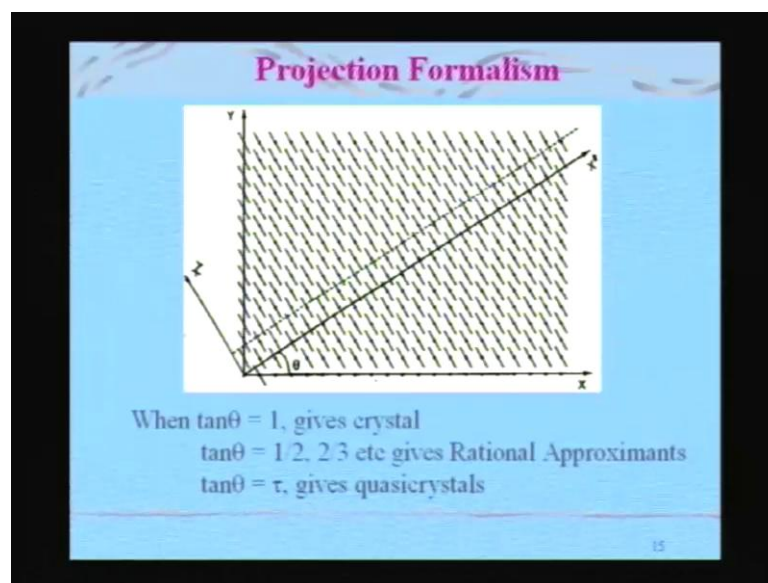 Projection Formalism
Y
X'
θ
X
When tanθ = 1, gives crystal
tanθ = 1/2, 2/3 etc gives Rational Approximants
tanθ = τ, gives quasicrystals
15